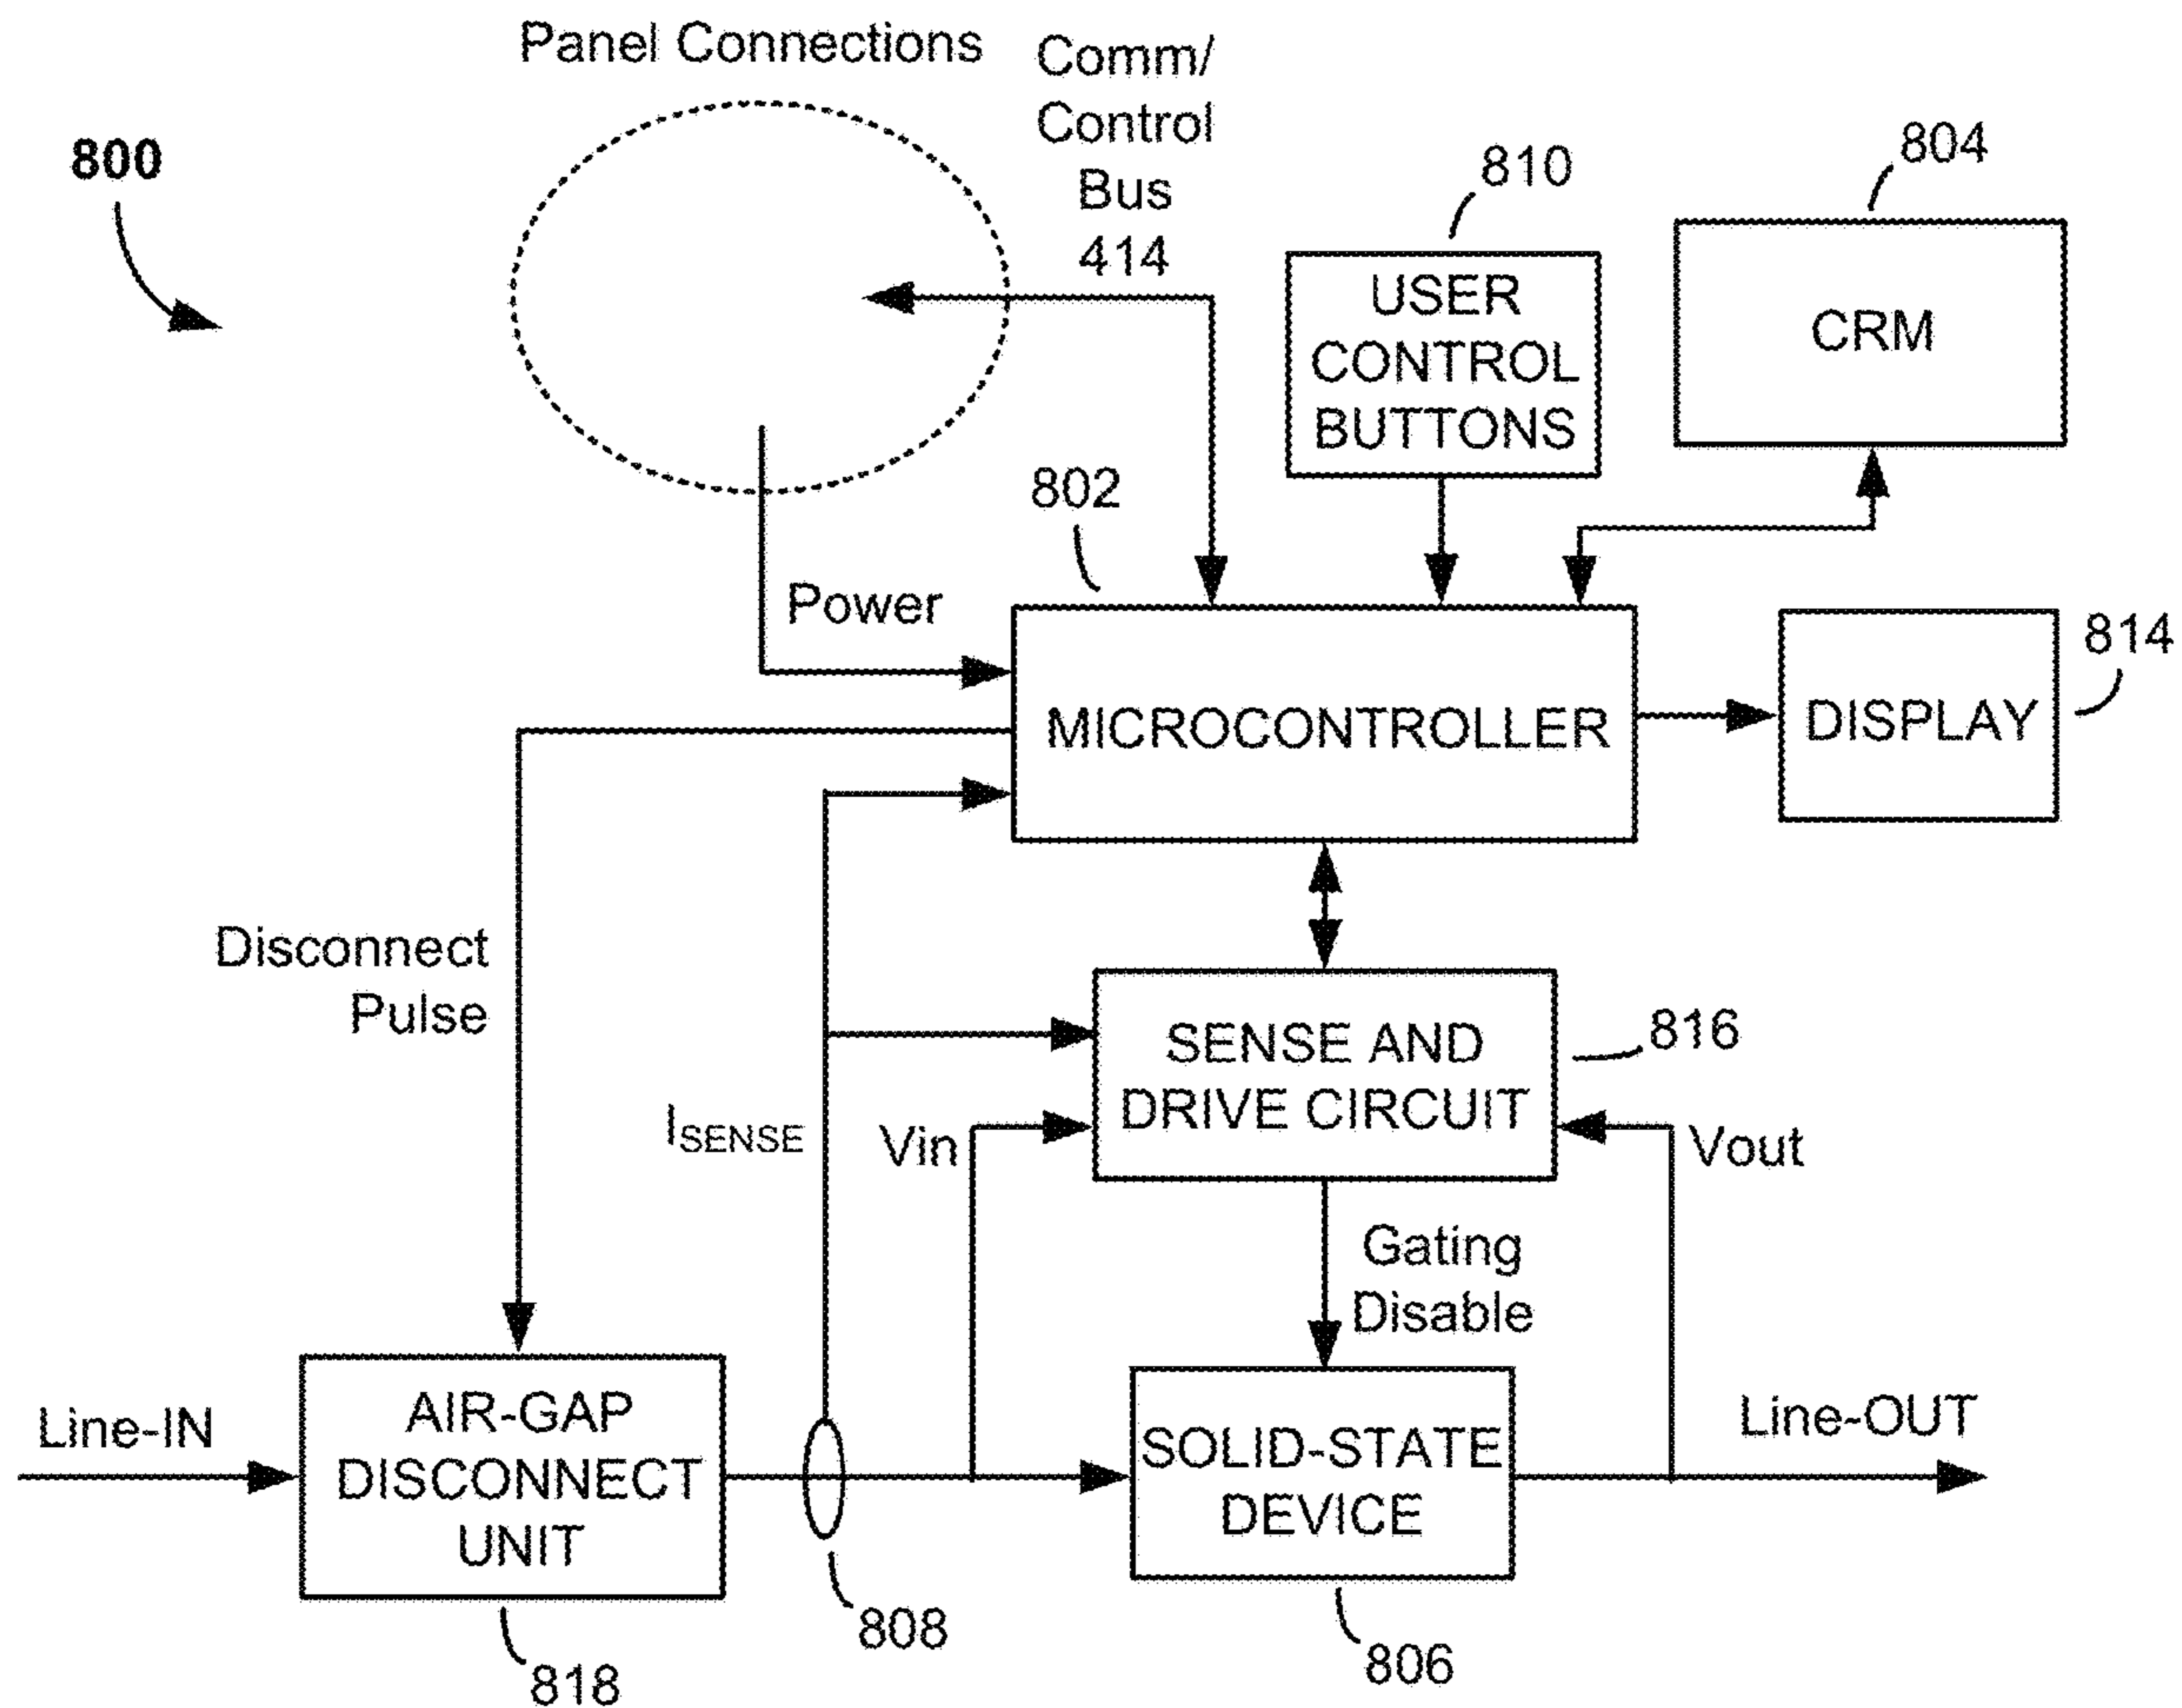 Panel Connections
Comm/
Control
Bus
414
800
810
804
USER
CONTROL
BUTTONS
CRM
802
Power
MICROCONTROLLER
DISPLAY
814
Disconnect
Pulse
SENSE AND
DRIVE CIRCUIT
816
ISENSE
Vin
Vout
Gating
Disable
Line-IN
AIR-GAP
DISCONNECT
UNIT
SOLID-STATE
DEVICE
Line-OUT
808
806
818